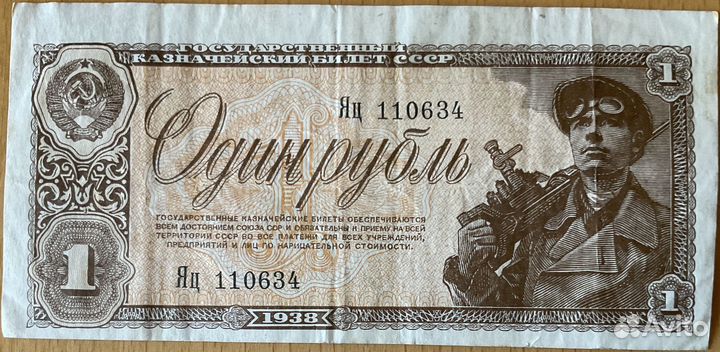 ГОСУДАРСТВЕННЫЙ
КАЗНАЧЕЙСКИЙ БИЛЕТ СССР
1
Яц 110634
Один рубль
ГОСУДАРСТВЕННЫЕ КАЗНАЧЕЙСКИЕ БИЛЕТЫ ОБЕСПЕЧИВАЮТСЯ
ВСЕМ ДОСТОЯНИЕМ СОЮЗА ССР И ОБЯЗАТЕЛЬНЫ К ПРИЕМУ НА ВСЕЙ
ТЕРРИТОРИИ СССР ВО ВСЕ ПЛАТЕЖИ ДЛЯ ВСЕХ УЧРЕЖДЕНИЙ,
ПРЕДПРИЯТИЙ И ЛИЦ ПО НАРИЦАТЕЛЬНОЙ СТОИМОСТИ.
1
Яц 110634
1
1938
Avito